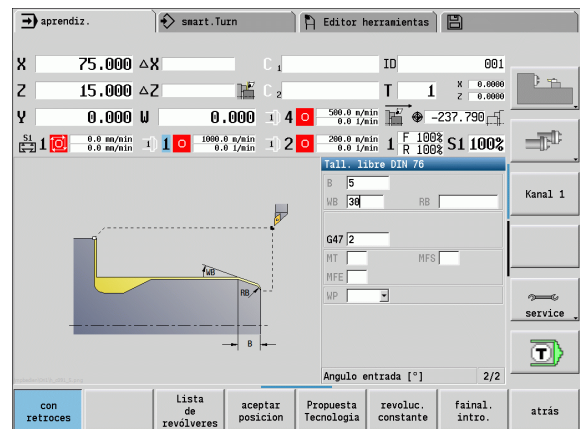 aprendiz.
smart.Turn
Editor herramientas
X 75.000 △X C 1 ID 001
Z 15.000 △Z C 2 T 1 X 0.0000 Z 0.0000
Y 0.000 W 0.000 4 500.0 m/min 0.0 1/min -237.790
S1 1 0.0 mm/min 0.0 m/min 1 1000.0 m/min 0.0 1/min 2 200.0 m/min 0.0 1/min 1 F 100% R 100% S1 100%
Tall. libre DIN 76
B 5
WB 30 RB
G47 2
MT MFS
MFE
WP
WB
RB
B
Angulo entrada [°] 2/2
Kanal 1
service
T
con retroces
Lista de revólveres
aceptar posicion
Propuesta Tecnologia
revoluc. constante
fainal. intro.
atrás